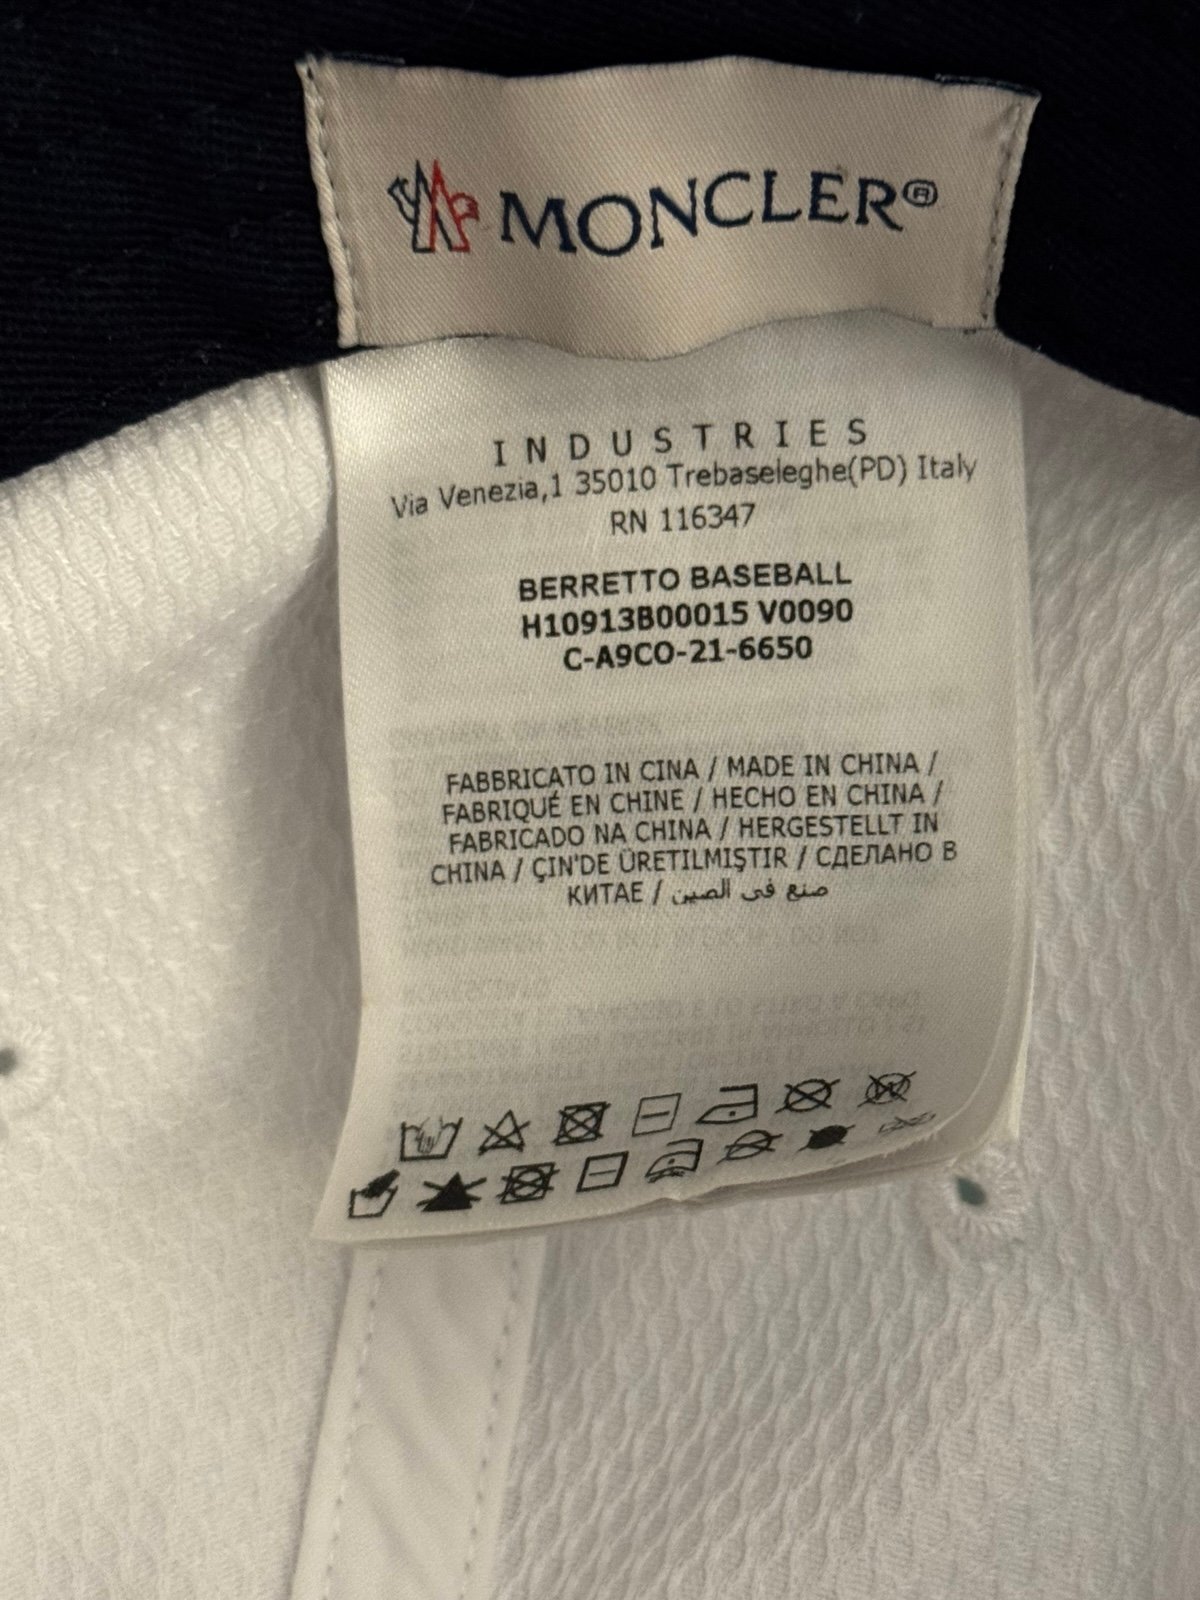 MONCLER®
INDUSTRIES
Via Venezia,1 35010 Trebaseleghe(PD) Italy
RN 116347
BERRETTO BASEBALL
H10913B00015 V0090
C-A9CO-21-6650
FABBRICATO IN CINA / MADE IN CHINA /
FABRIQUÉ EN CHINE / HECHO EN CHINA /
FABRICADO NA CHINA / HERGESTELLT IN
CHINA / ÇIN'DE ÜRETILMIŞTIR / СДЕЛАНО В
КИТАЕ / صنع في الصين
W